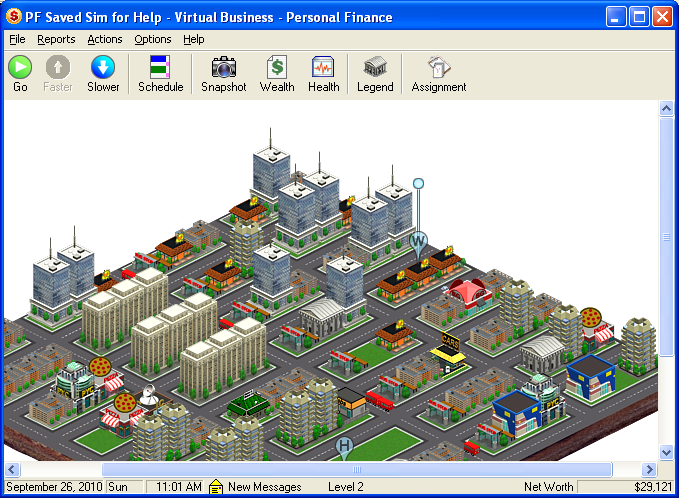 PF Saved Sim for Help - Virtual Business - Personal Finance
File Reports Actions Options Help
Go Faster Slower Schedule Snapshot Wealth Health Legend Assignment
W
CARS
H
September 26, 2010 Sun 11:01 AM New Messages Level 2 Net Worth $29,121